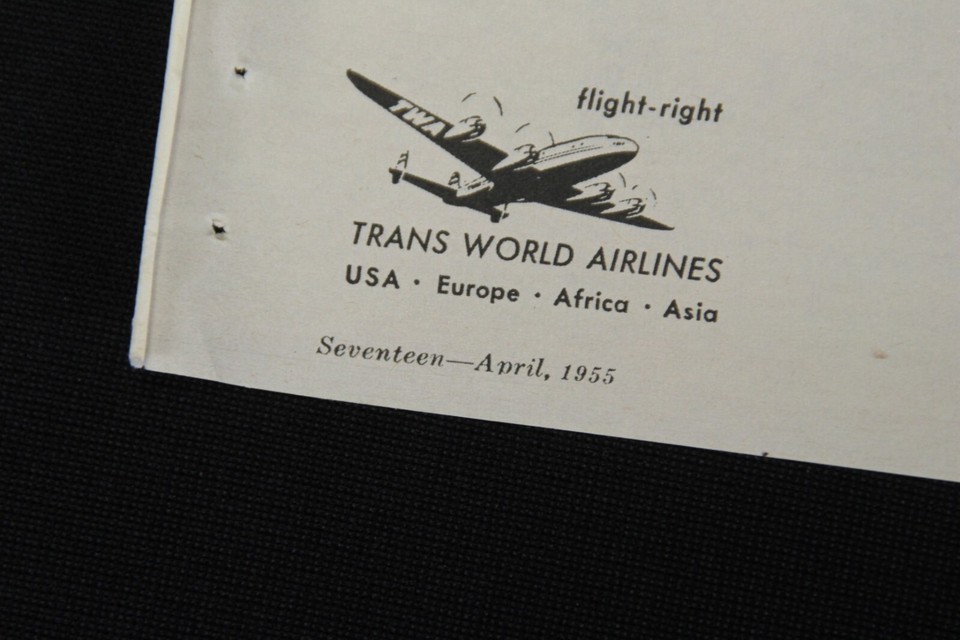 flight-right
TWA
TRANS WORLD AIRLINES
USA · Europe · Africa · Asia
Seventeen—April, 1955